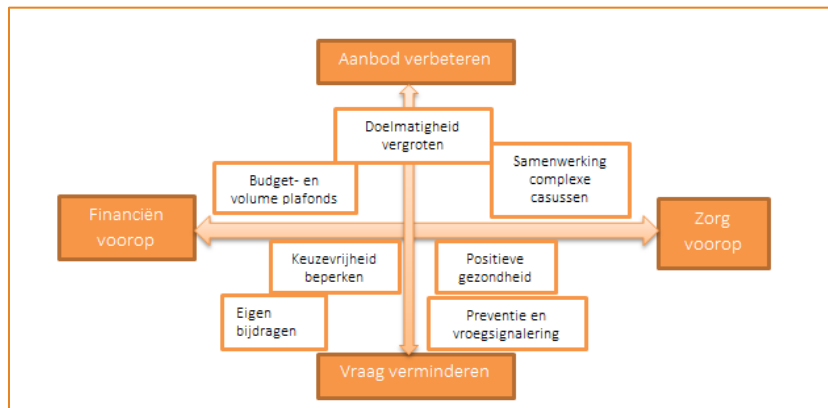 Aanbod verbeteren
Doelmatigheid
vergroten
Samenwerking
complexe
casussen
Budget- en
volume plafonds
Financiën
voorop
Zorg
voorop
Keuzevrijheid
beperken
Positieve
gezondheid
Eigen
bijdragen
Preventie en
vroegsignalering
Vraag verminderen